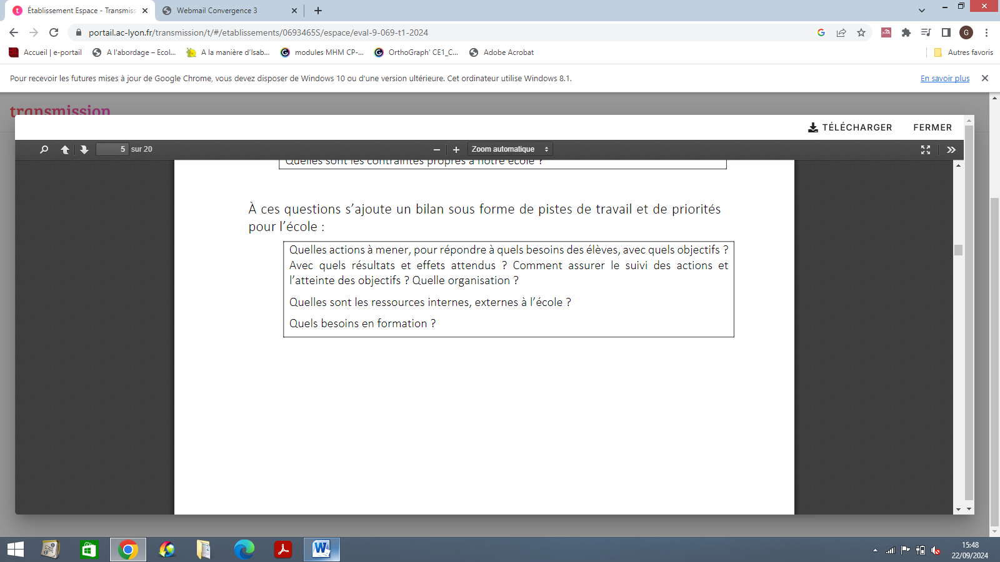 Établissement Espace - Transmiss
Webmail Convergence 3
portail.ac-lyon.fr/transmission/t/#/etablissements/0693465S/espace/eval-9-069-t1-2024
G
Accueil | e-portail
A l'abordage – Ecol...
A la manière d'Isab...
modules MHM CP-...
OrthoGraph' CE1_C...
Adobe Acrobat
Autres favoris
Pour recevoir les futures mises à jour de Google Chrome, vous devez disposer de Windows 10 ou d'une version ultérieure. Cet ordinateur utilise Windows 8.1.
En savoir plus
transmission
TÉLÉCHARGER
FERMER
5 sur 20
Zoom automatique
Quelles sont les contraintes propres à notre école ?
À ces questions s'ajoute un bilan sous forme de pistes de travail et de priorités
pour l'école :
Quelles actions à mener, pour répondre à quels besoins des élèves, avec quels objectifs ?
Avec quels résultats et effets attendus ? Comment assurer le suivi des actions et
l'atteinte des objectifs ? Quelle organisation ?
Quelles sont les ressources internes, externes à l'école ?
Quels besoins en formation ?
15:48
22/09/2024